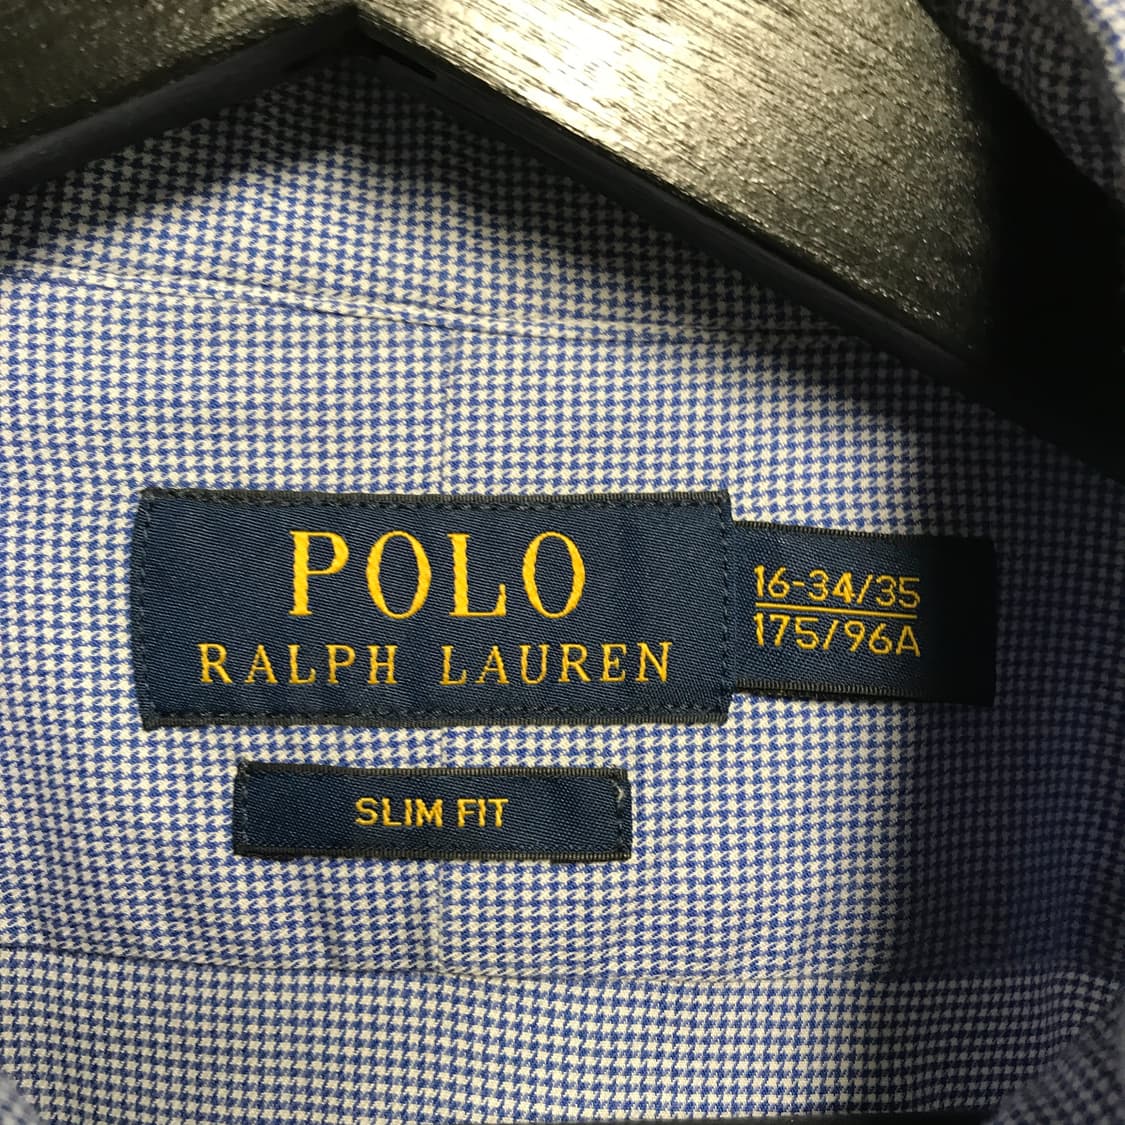 POLO
RALPH LAUREN
16-34/35
175/96A
SLIM FIT